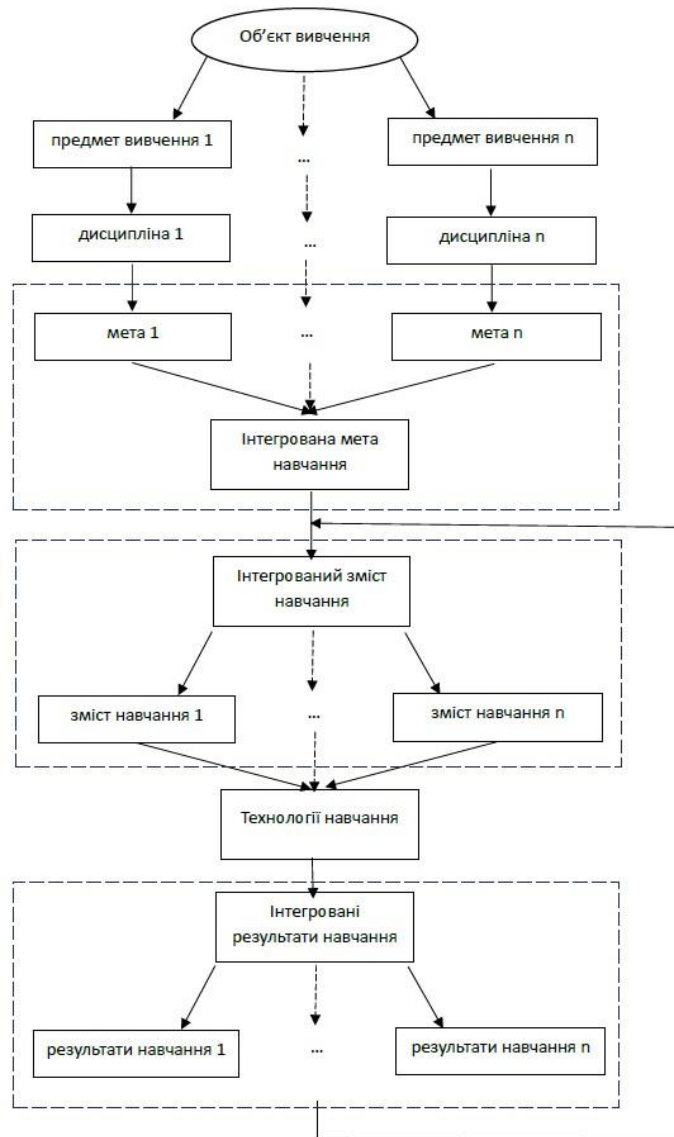 Об’єкт вивчення
предмет вивчення 1
...
предмет вивчення n
дисципліна 1
...
дисципліна n
мета 1
...
мета n
Інтегрована мета
навчання
Інтегрований зміст
навчання
зміст навчання 1
...
зміст навчання n
Технології навчання
Інтегровані
результати навчання
результати навчання 1
...
результати навчання n